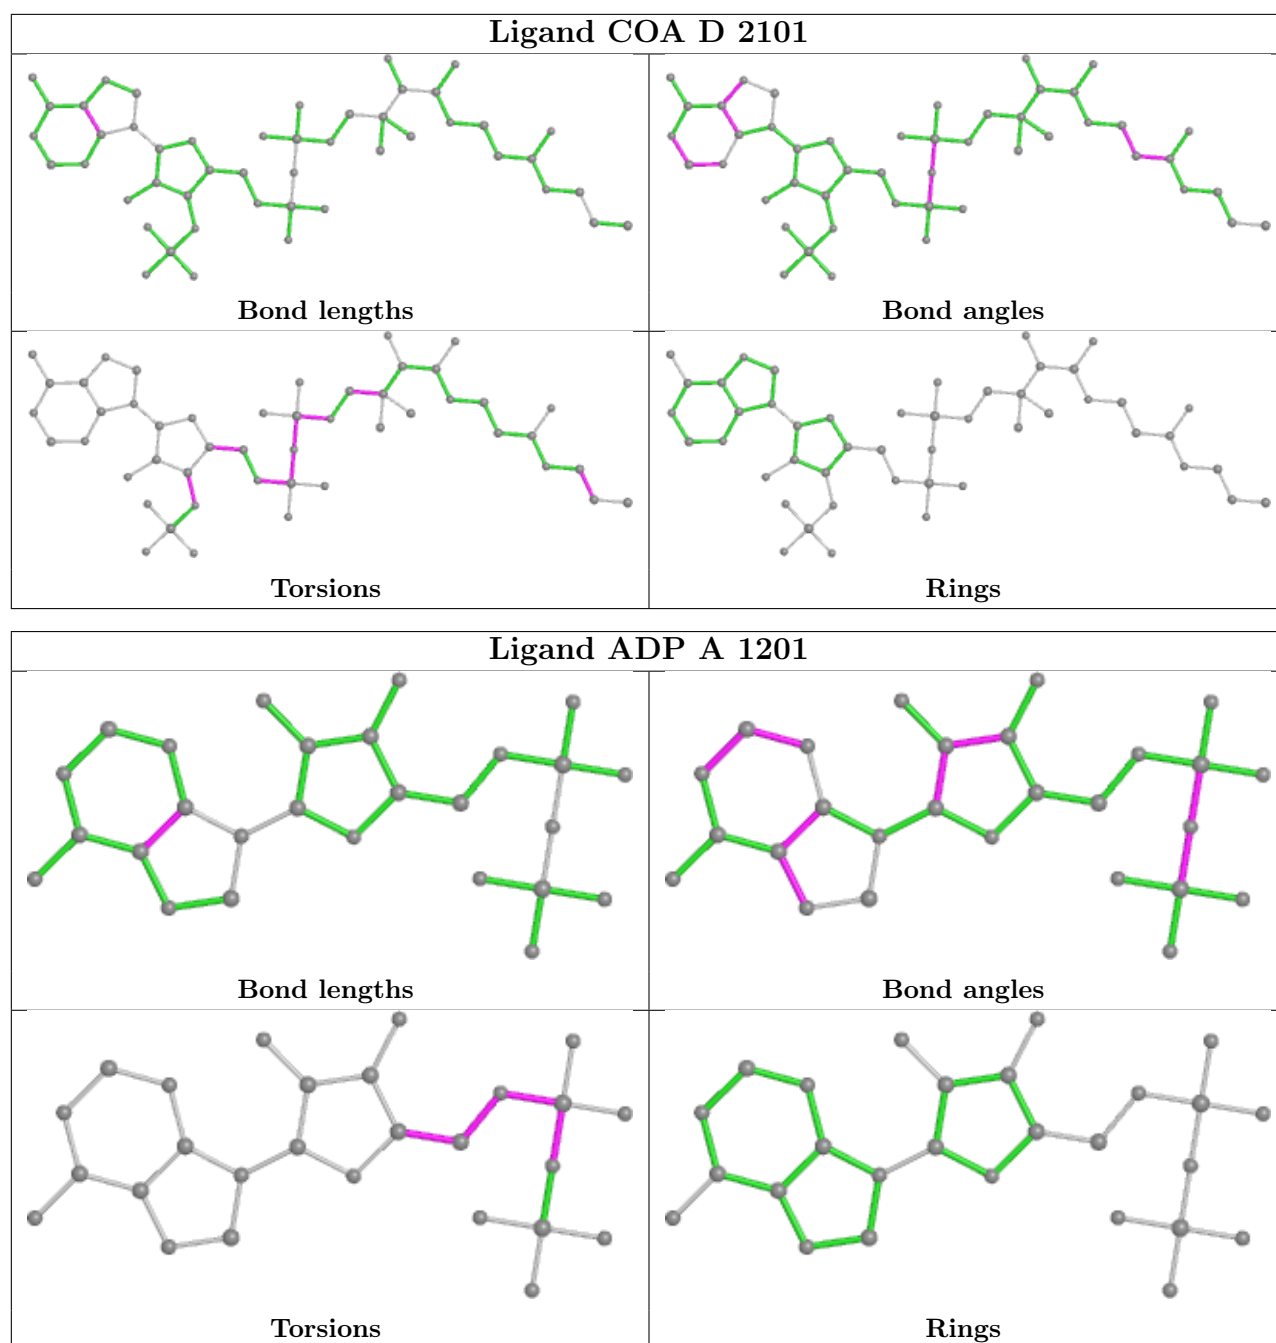 Ligand COA D 2101
Bond lengths
Bond angles
Torsions
Rings
Ligand ADP A 1201
Bond lengths
Bond angles
Torsions
Rings